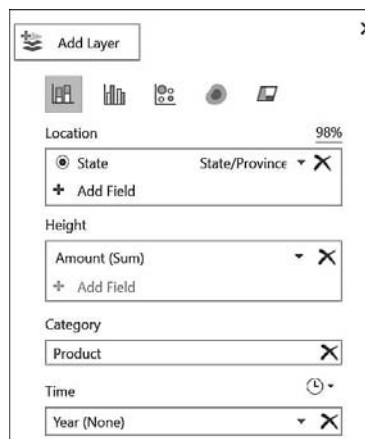 Add Layer
Location 98%
State State/Province
Add Field
Height
Amount (Sum)
Add Field
Category
Product
Time
Year (None)